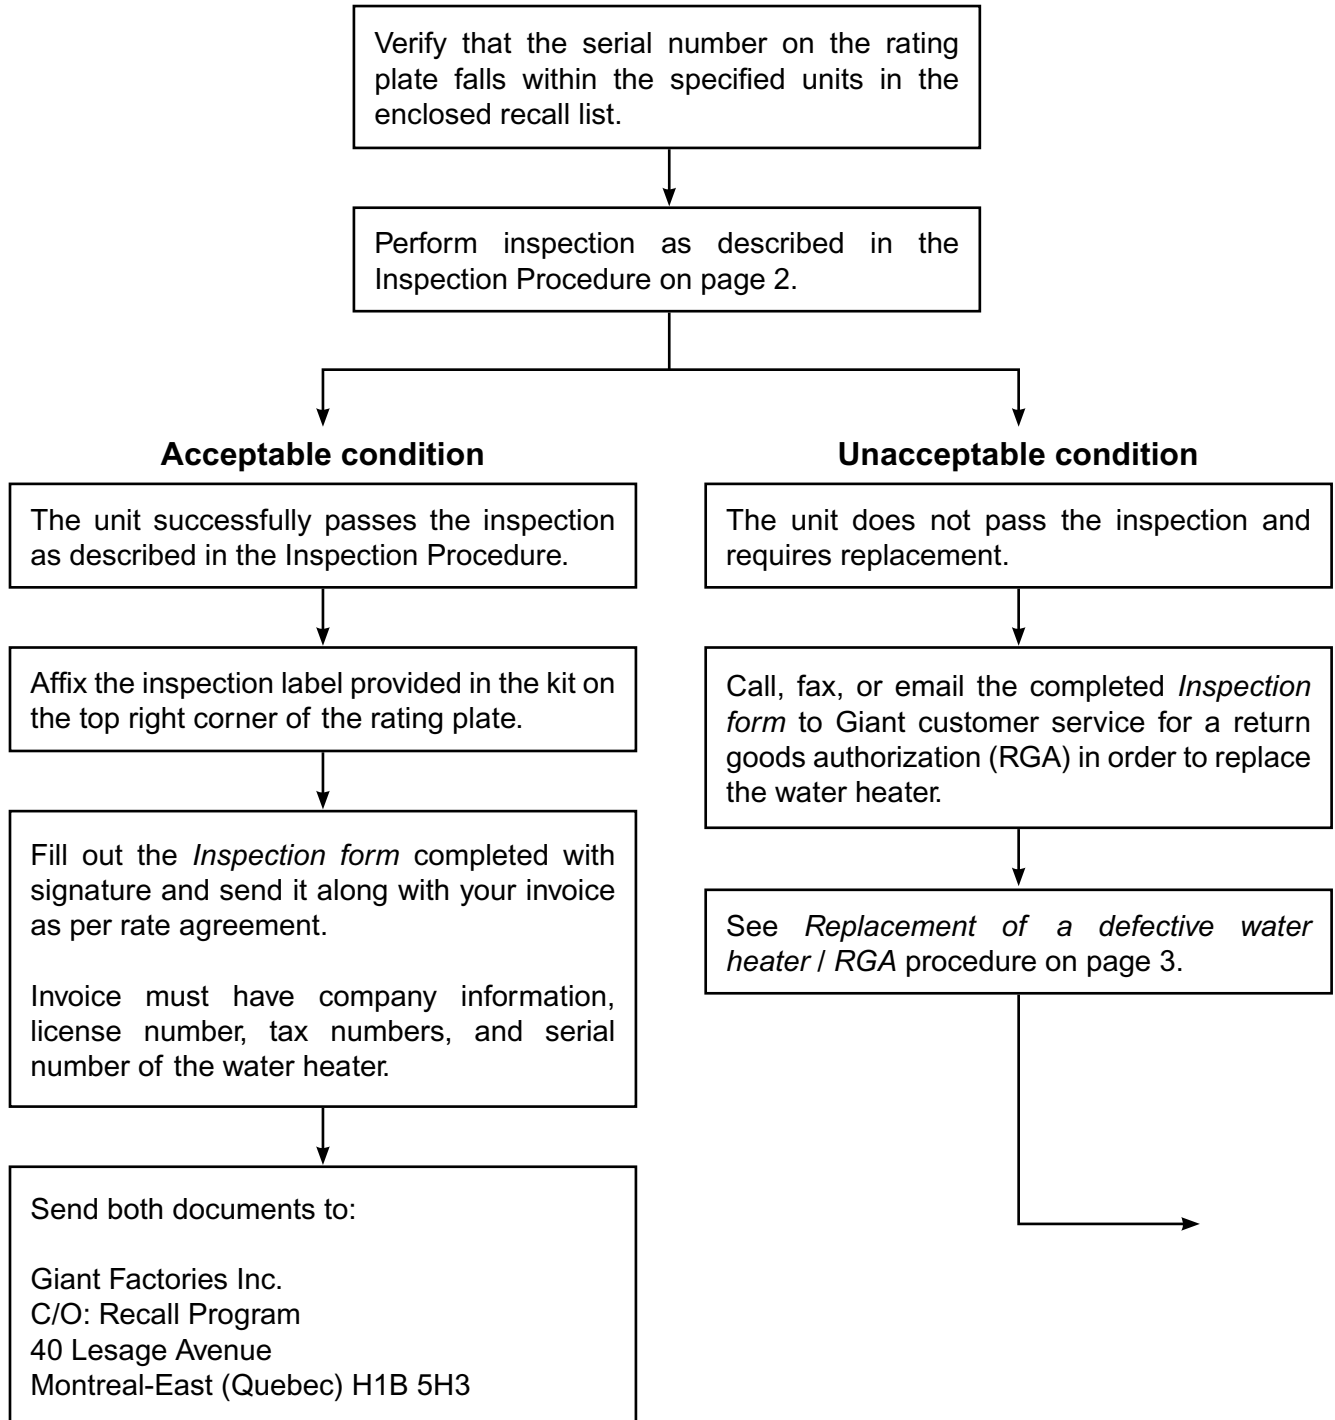 Verify that the serial number on the rating
plate falls within the specified units in the
enclosed recall list.
Perform inspection as described in the
Inspection Procedure on page 2.
Acceptable condition
The unit successfully passes the inspection
as described in the Inspection Procedure.
Affix the inspection label provided in the kit on
the top right corner of the rating plate.
Fill out the Inspection form completed with
signature and send it along with your invoice
as per rate agreement.
Invoice must have company information,
license number, tax numbers, and serial
number of the water heater.
Send both documents to:
Giant Factories Inc.
C/O: Recall Program
40 Lesage Avenue
Montreal-East (Quebec) H1B 5H3
Unacceptable condition
The unit does not pass the inspection and
requires replacement.
Call, fax, or email the completed Inspection
form to Giant customer service for a return
goods authorization (RGA) in order to replace
the water heater.
See Replacement of a defective water
heater / RGA procedure on page 3.